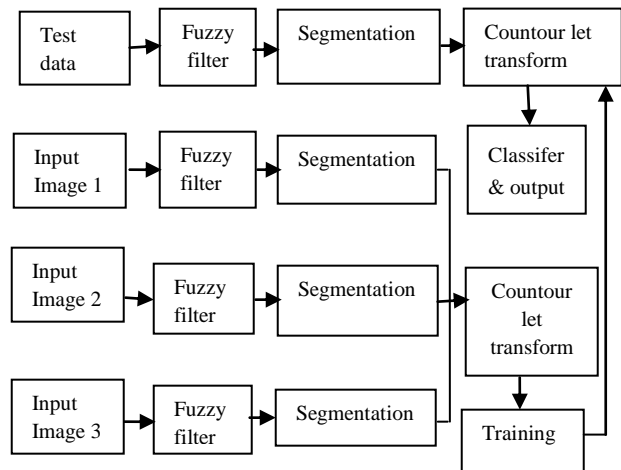 Test
data
Fuzzy
filter
Segmentation
Countour let
transform
Classifer
& output
Input
Image 1
Fuzzy
filter
Segmentation
Input
Image 2
Fuzzy
filter
Segmentation
Countour
let
transform
Input
Image 3
Fuzzy
filter
Segmentation
Training